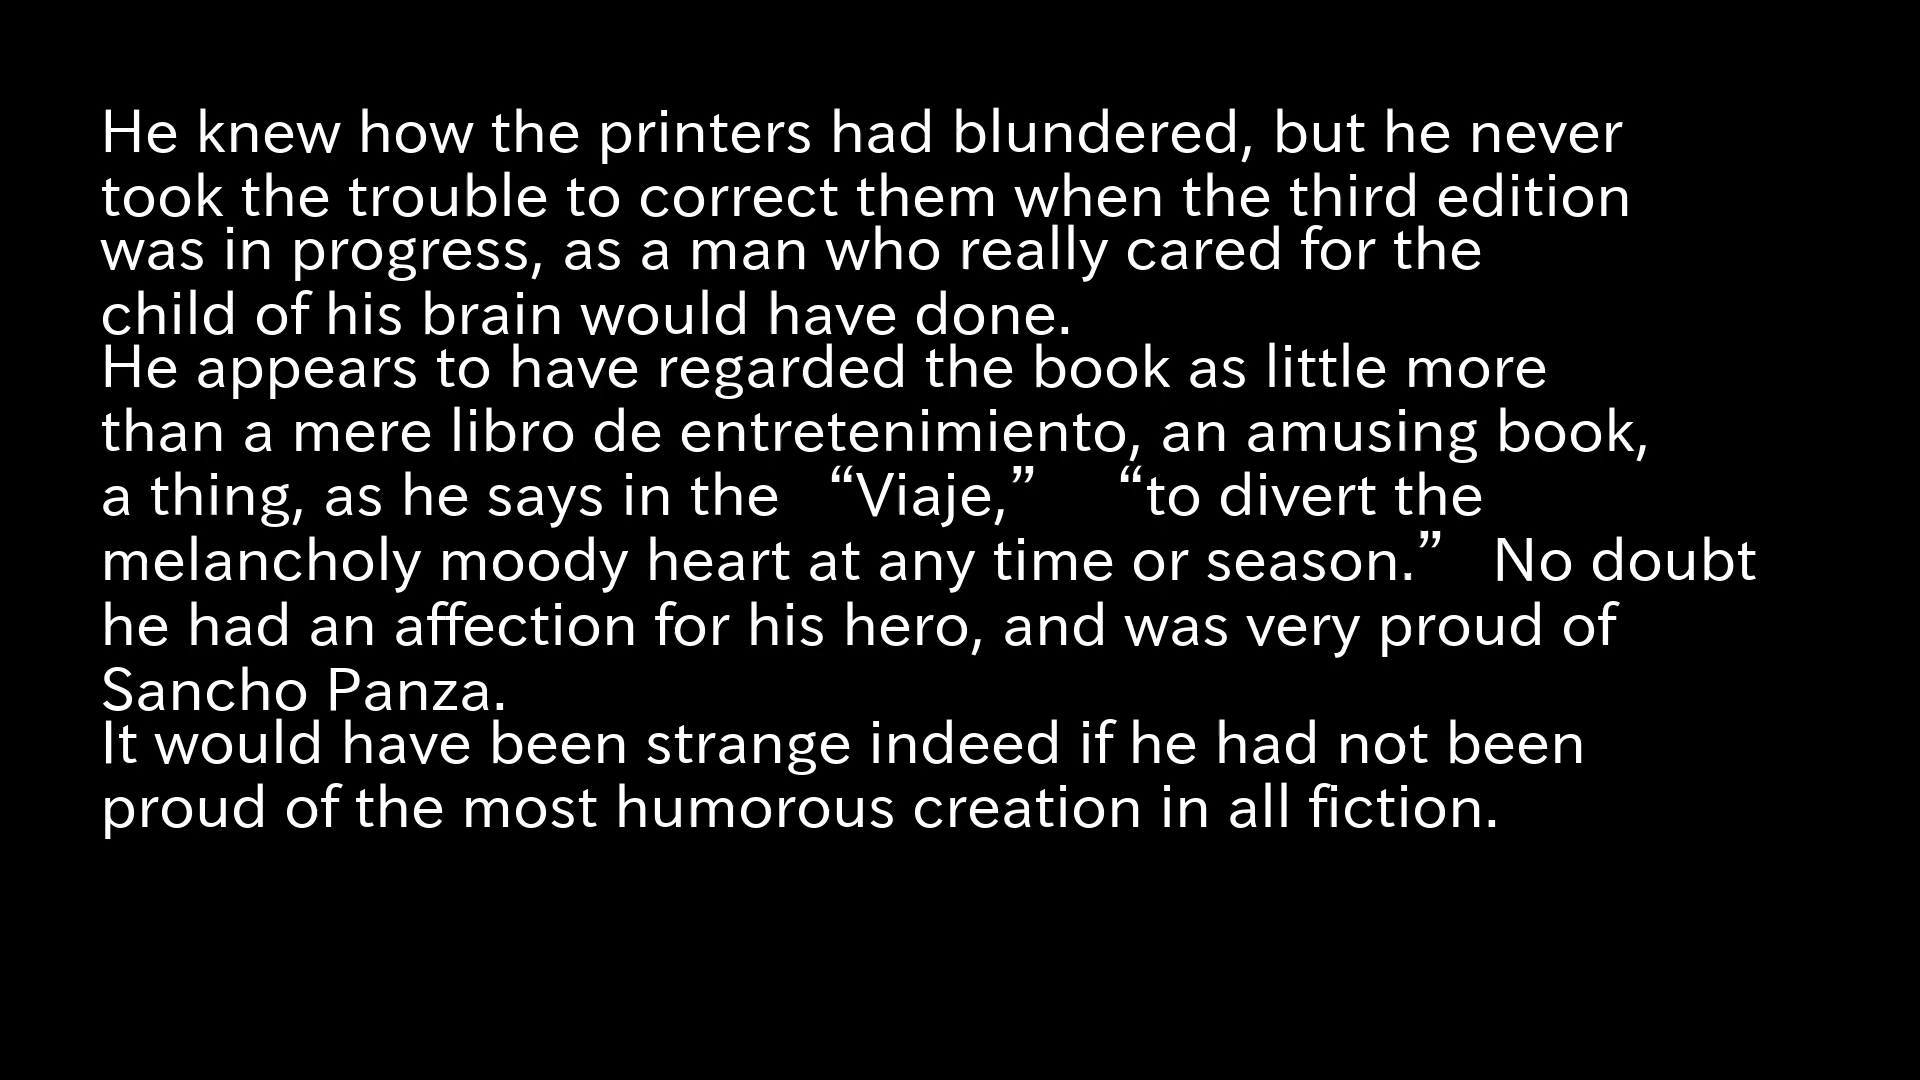 He knew how the printers had blundered, but he never
took the trouble to correct them when the third edition
was in progress, as a man who really cared for the
child of his brain would have done.
He appears to have regarded the book as little more
than a mere libro de entretenimiento, an amusing book,
a thing, as he says in the “Viaje,” “to divert the
melancholy moody heart at any time or season.” No doubt
he had an affection for his hero, and was very proud of
Sancho Panza.
It would have been strange indeed if he had not been
proud of the most humorous creation in all fiction.